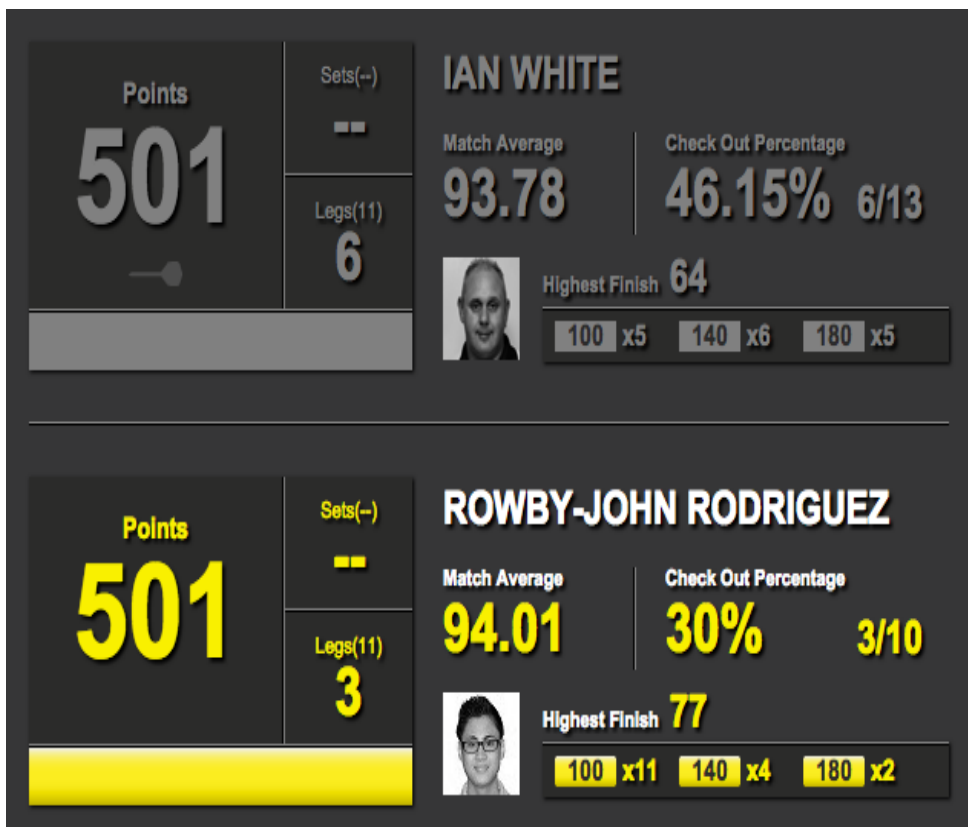 IAN WHITE
Points
501
Sets(--)
--
Legs(11)
6
Match Average
93.78
Check Out Percentage
46.15% 6/13
Highest Finish 64
100 x5 140 x6 180 x5
ROWBY-JOHN RODRIGUEZ
Points
501
Sets(--)
--
Legs(11)
3
Match Average
94.01
Check Out Percentage
30% 3/10
Highest Finish 77
100 x11 140 x4 180 x2